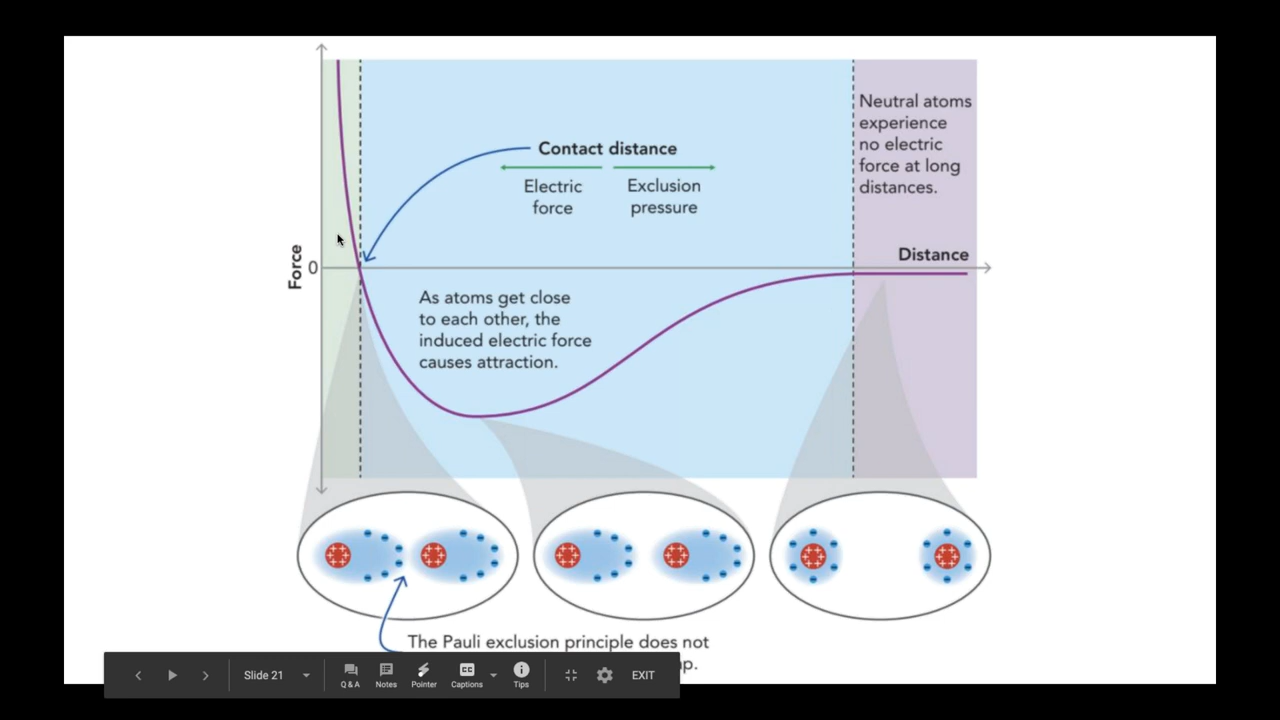 Neutral atoms
experience
no electric
force at long
distances.
Contact distance
Electric
force
Exclusion
pressure
Force
0
Distance
As atoms get close
to each other, the
induced electric force
causes attraction.
The Pauli exclusion principle does not
Slide 21
Q & A
Notes
Pointer
CC
Captions
Tips
EXIT